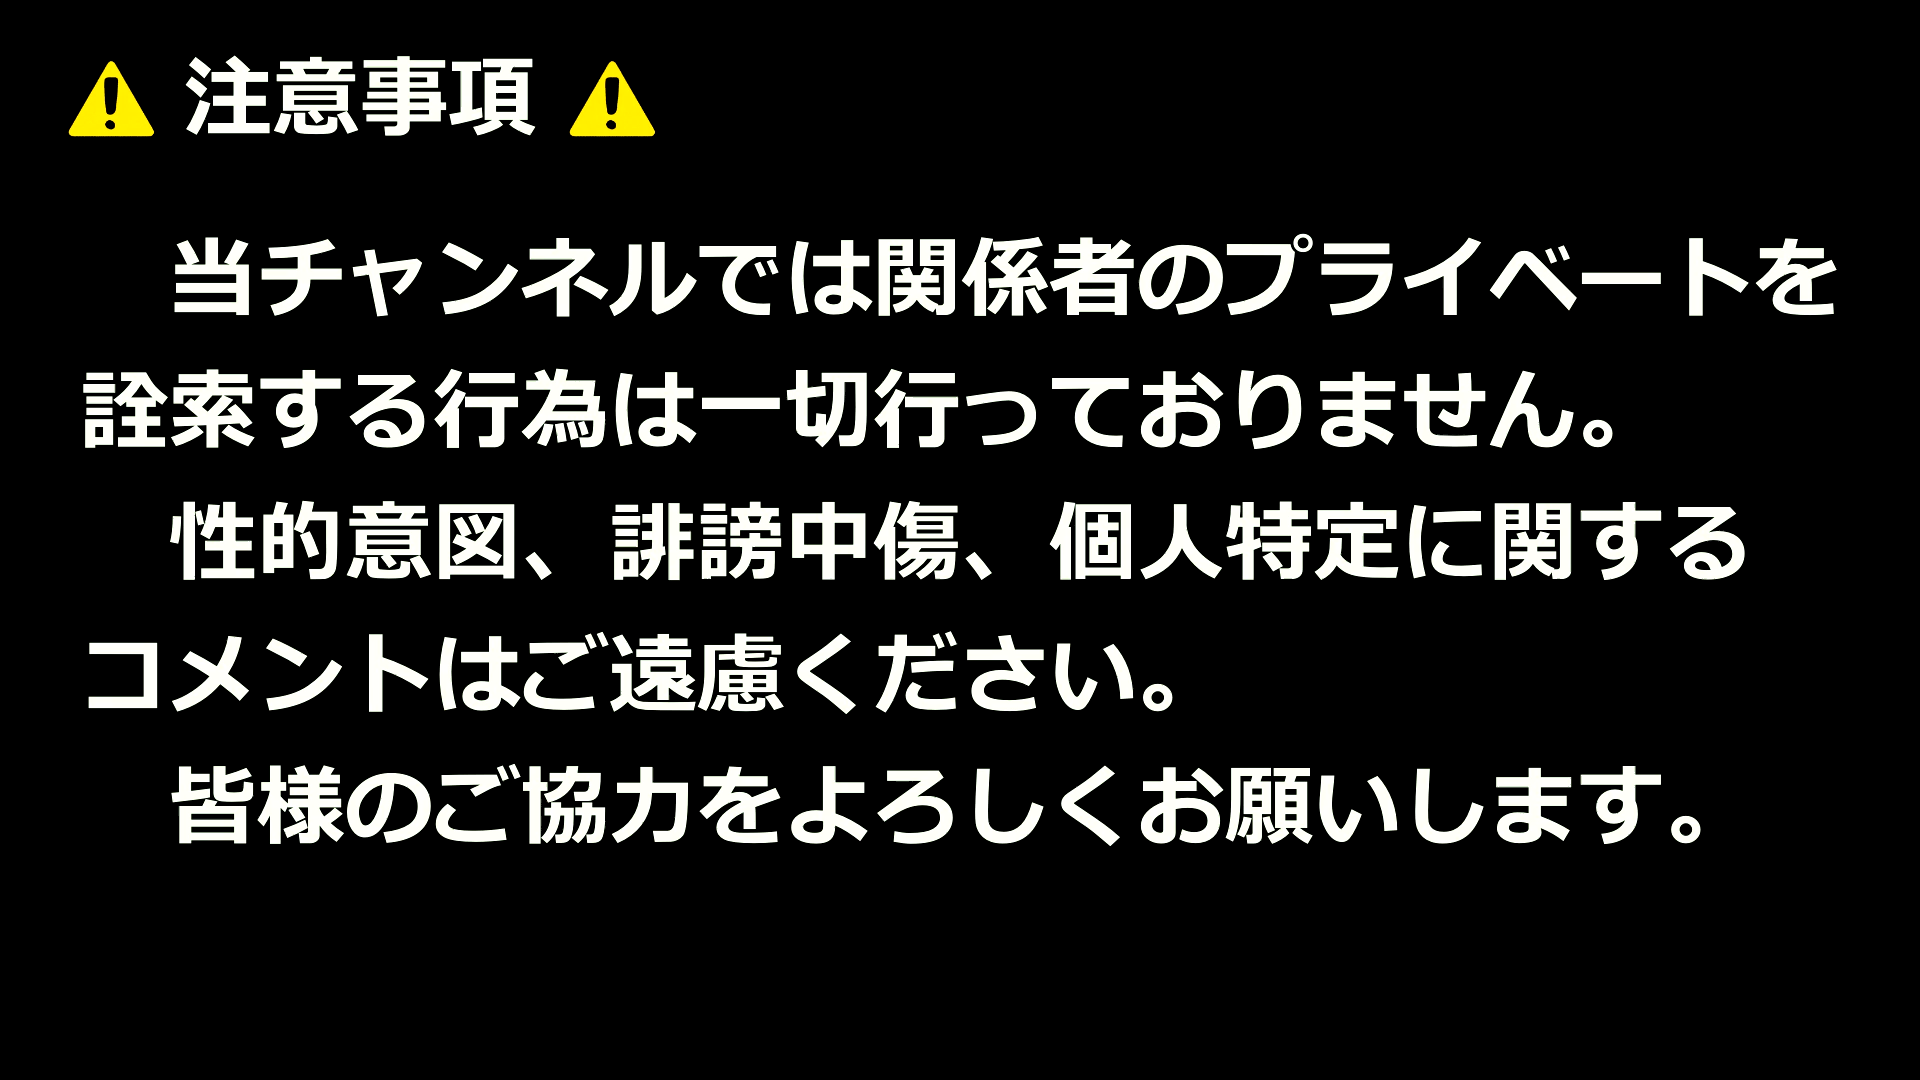 ⚠ 注意事項 ⚠
当チャンネルでは関係者のプライベートを
詮索する行為は一切行っておりません。
性的意図、誹謗中傷、個人特定に関する
コメントはご遠慮ください。
皆様のご協力をよろしくお願いします。